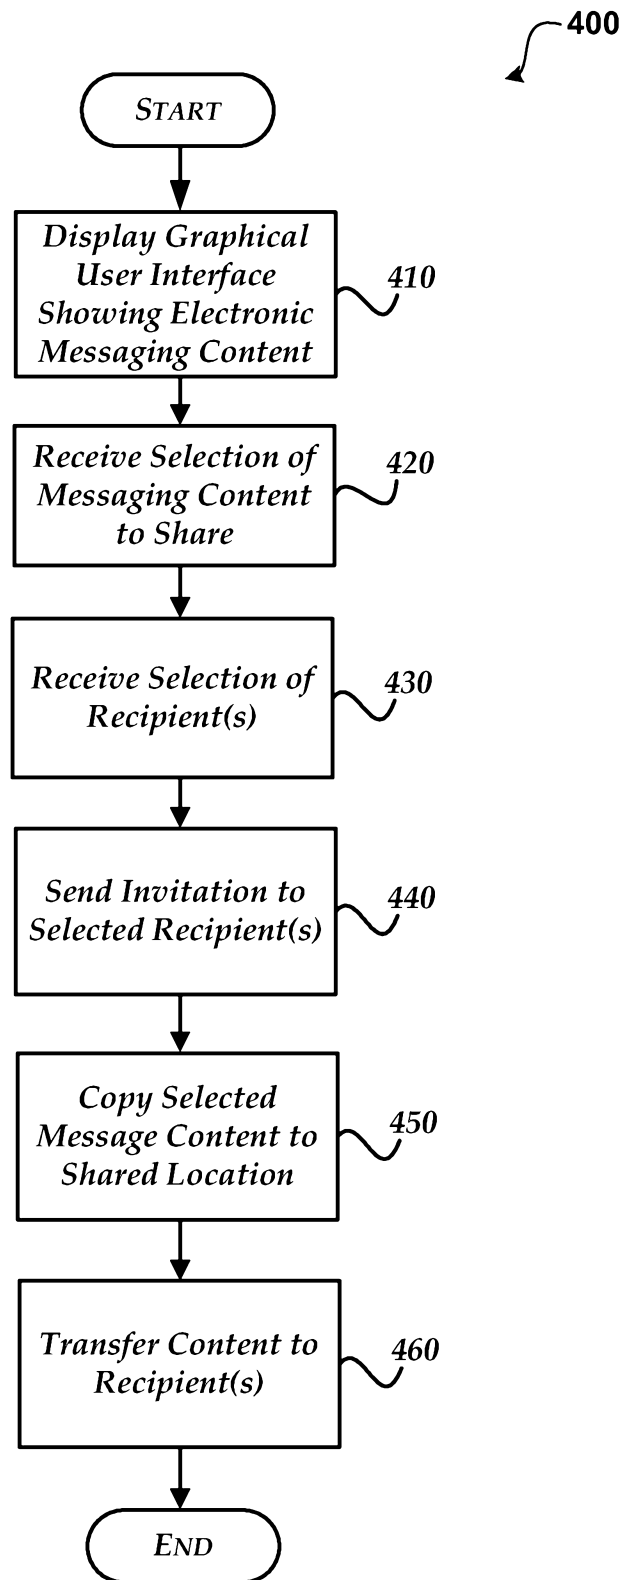 400
START
Display Graphical
User Interface
Showing Electronic
Messaging Content
410
Receive Selection of
Messaging Content
to Share
420
Receive Selection of
Recipient(s)
430
Send Invitation to
Selected Recipient(s)
440
Copy Selected
Message Content to
Shared Location
450
Transfer Content to
Recipient(s)
460
END